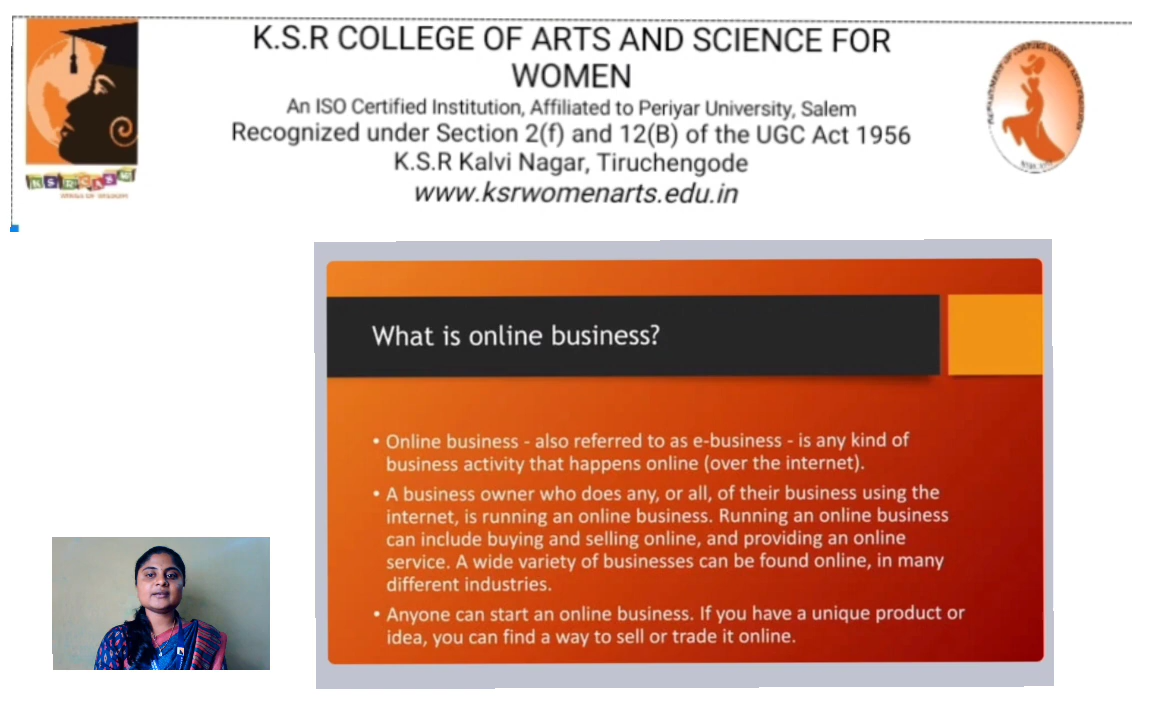 K.S.R COLLEGE OF ARTS AND SCIENCE FOR
WOMEN
An ISO Certified Institution, Affiliated to Periyar University, Salem
Recognized under Section 2(f) and 12(B) of the UGC Act 1956
K.S.R Kalvi Nagar, Tiruchengode
www.ksrwomenarts.edu.in
What is online business?
• Online business - also referred to as e-business - is any kind of
business activity that happens online (over the internet).
• A business owner who does any, or all, of their business using the
internet, is running an online business. Running an online business
can include buying and selling online, and providing an online
service. A wide variety of businesses can be found online, in many
different industries.
• Anyone can start an online business. If you have a unique product or
idea, you can find a way to sell or trade it online.